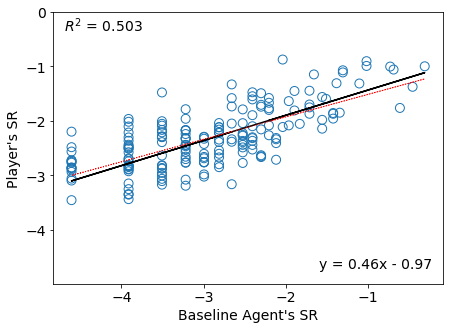 R² = 0.503
0
−1
−2
−3
−4
Player's SR
y = 0.46x - 0.97
−4 −3 −2 −1
Baseline Agent's SR